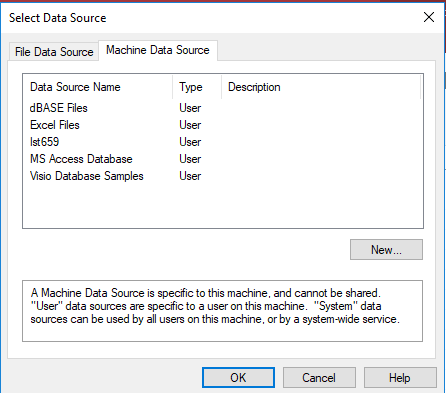 Select Data Source
File Data Source Machine Data Source
Data Source Name Type Description
dBASE Files User
Excel Files User
Ist659 User
MS Access Database User
Visio Database Samples User
New...
A Machine Data Source is specific to this machine, and cannot be shared.
"User" data sources are specific to a user on this machine. "System" data
sources can be used by all users on this machine, or by a system-wide service.
OK Cancel Help